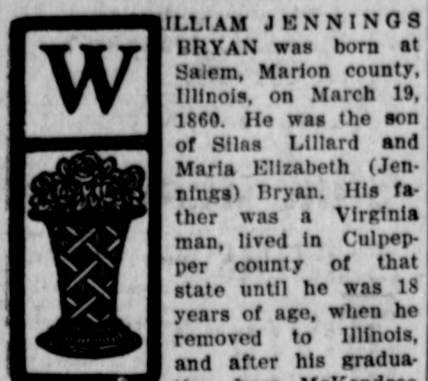 WILLIAM JENNINGS
BRYAN was born at
Salem, Marion county,
Illinois, on March 19,
1860. He was the son
of Silas Lillard and
Maria Elizabeth (Jen-
nings) Bryan. His fa-
ther was a Virginia
man, lived in Culpep-
per county of that
state until he was 18
years of age, when he
removed to Illinois,
and after his gradua-